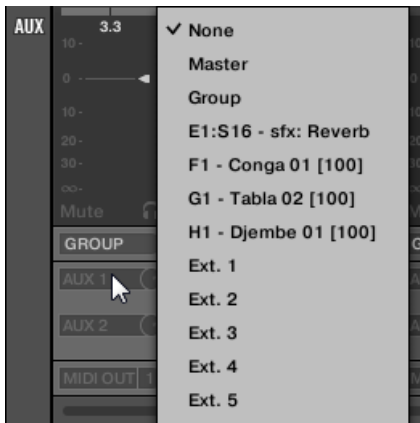 AUX
3.3
10-
0
10-
20-
30-
∞-
Mute
GROUP
AUX 1
AUX 2
MIDI OUT 1
✓ None
Master
Group
E1:S16 - sfx: Reverb
F1 - Conga 01 [100]
G1 - Tabla 02 [100]
H1 - Djembe 01 [100]
Ext. 1
Ext. 2
Ext. 3
Ext. 4
Ext. 5